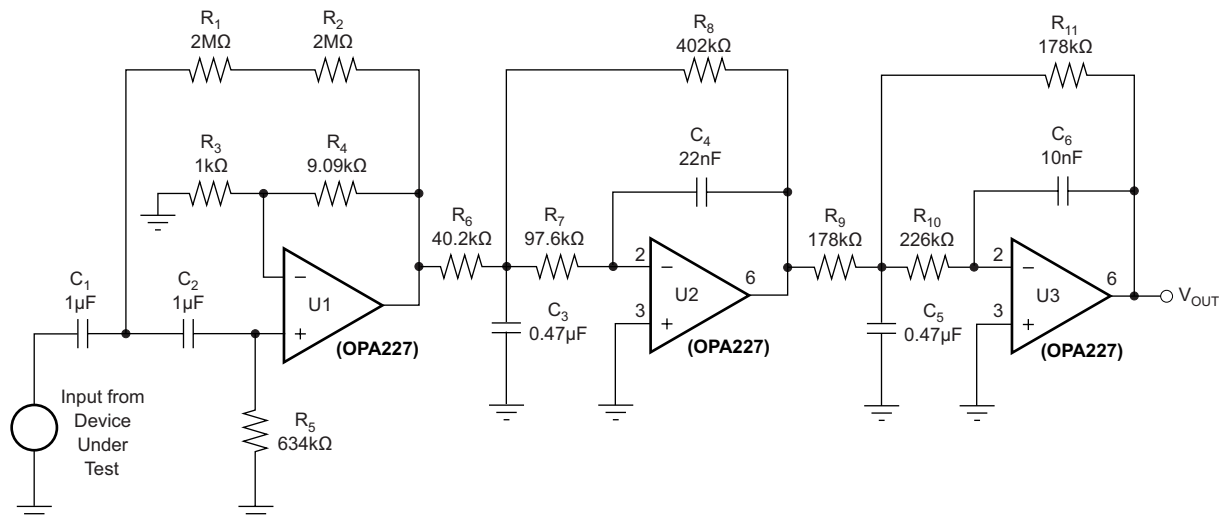 R1
2MΩ
R2
2MΩ
R8
402kΩ
R11
178kΩ
R3
1kΩ
R4
9.09kΩ
C4
22nF
C6
10nF
R6
40.2kΩ
R7
97.6kΩ
R9
178kΩ
R10
226kΩ
2
6
3
2
6
3
−
+
−
+
−
+
U1
(OPA227)
U2
(OPA227)
U3
(OPA227)
VOUT
C1
1µF
C2
1µF
C3
0.47µF
C5
0.47µF
Input from
Device
Under
Test
R5
634kΩ